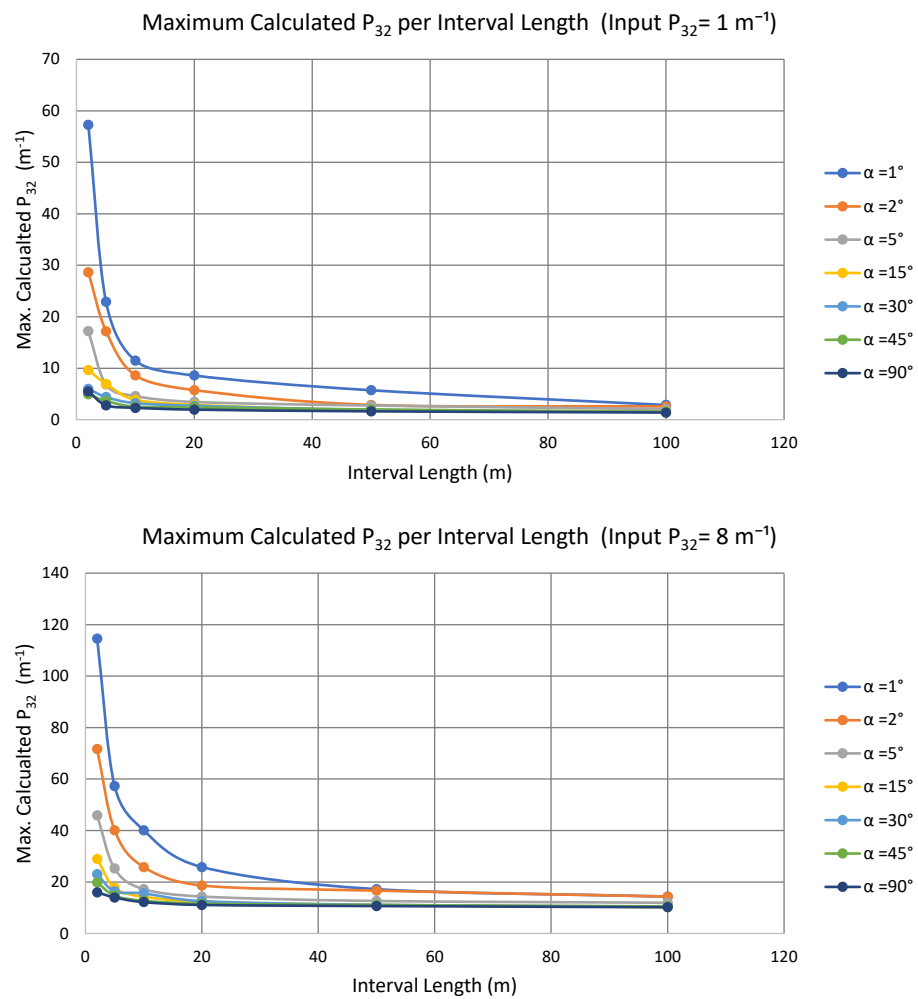 Maximum Calculated P₃₂ per Interval Length (Input P₃₂= 1 m⁻¹)
Max. Calcualted P₃₂ (m⁻¹)
70
60
50
40
30
20
10
0
0 20 40 60 80 100 120
Interval Length (m)
α =1°
α =2°
α =5°
α =15°
α =30°
α =45°
α =90°
Maximum Calculated P₃₂ per Interval Length (Input P₃₂= 8 m⁻¹)
Max. Calcualted P₃₂ (m⁻¹)
140
120
100
80
60
40
20
0
0 20 40 60 80 100 120
Interval Length (m)
α =1°
α =2°
α =5°
α =15°
α =30°
α =45°
α =90°